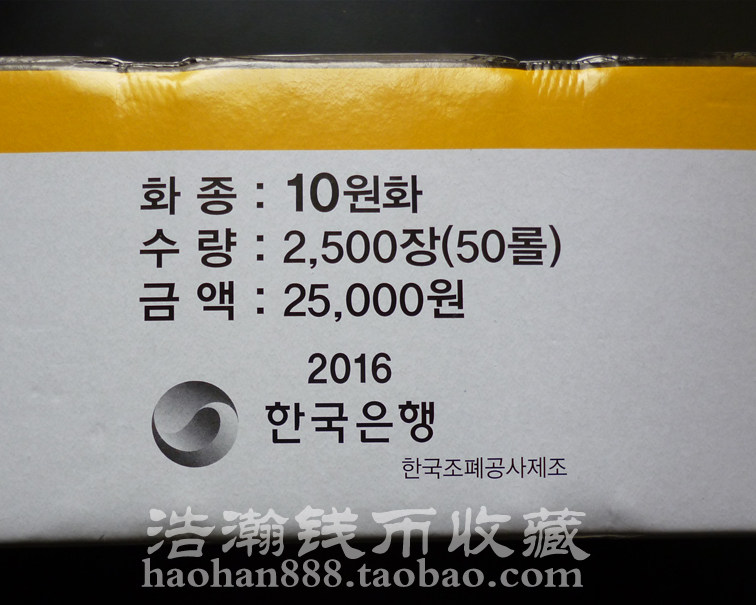 화 종 : 10원화
수 량 : 2,500장(50롤)
금 액 : 25,000원
2016
한국은행
한국조폐공사제조
浩瀚钱币收藏
haohan888.taobao.com